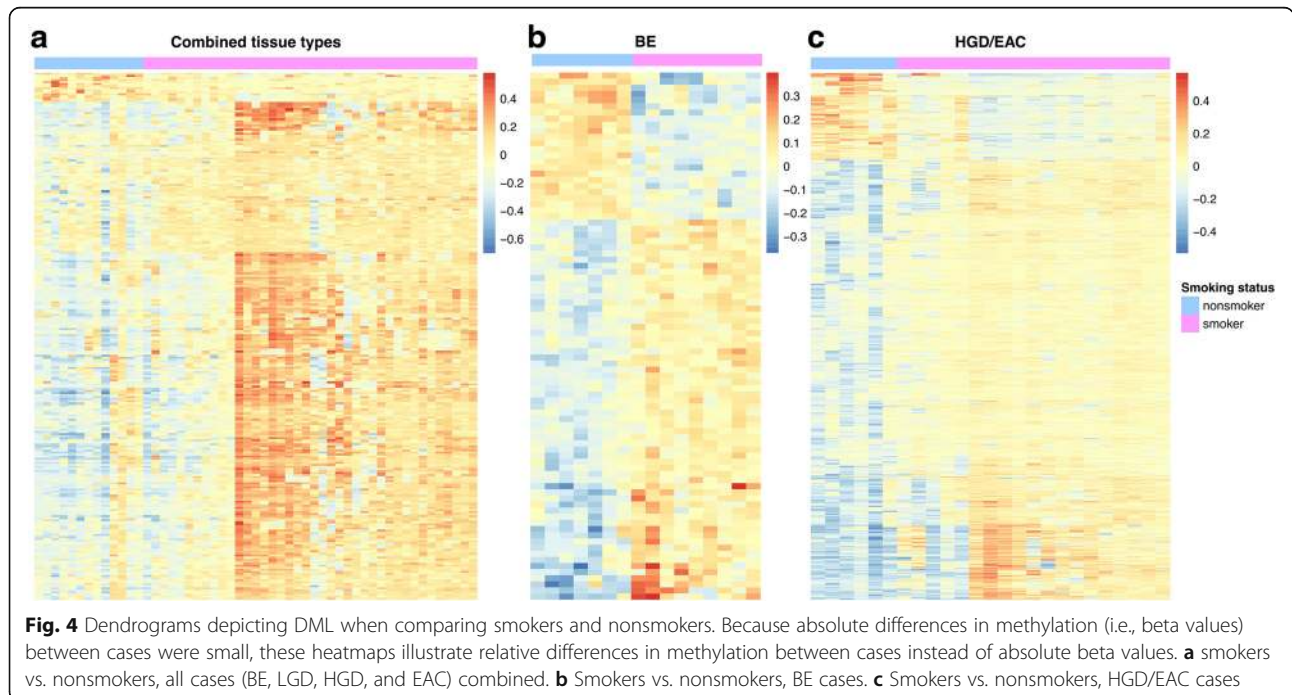 a Combined tissue types
0.4
0.2
0
−0.2
−0.4
−0.6
b BE
0.3
0.2
0.1
0
−0.1
−0.2
−0.3
c HGD/EAC
0.4
0.2
0
−0.2
−0.4
Smoking status
nonsmoker
smoker
Fig. 4 Dendrograms depicting DML when comparing smokers and nonsmokers. Because absolute differences in methylation (i.e., beta values)
between cases were small, these heatmaps illustrate relative differences in methylation between cases instead of absolute beta values. a smokers
vs. nonsmokers, all cases (BE, LGD, HGD, and EAC) combined. b Smokers vs. nonsmokers, BE cases. c Smokers vs. nonsmokers, HGD/EAC cases